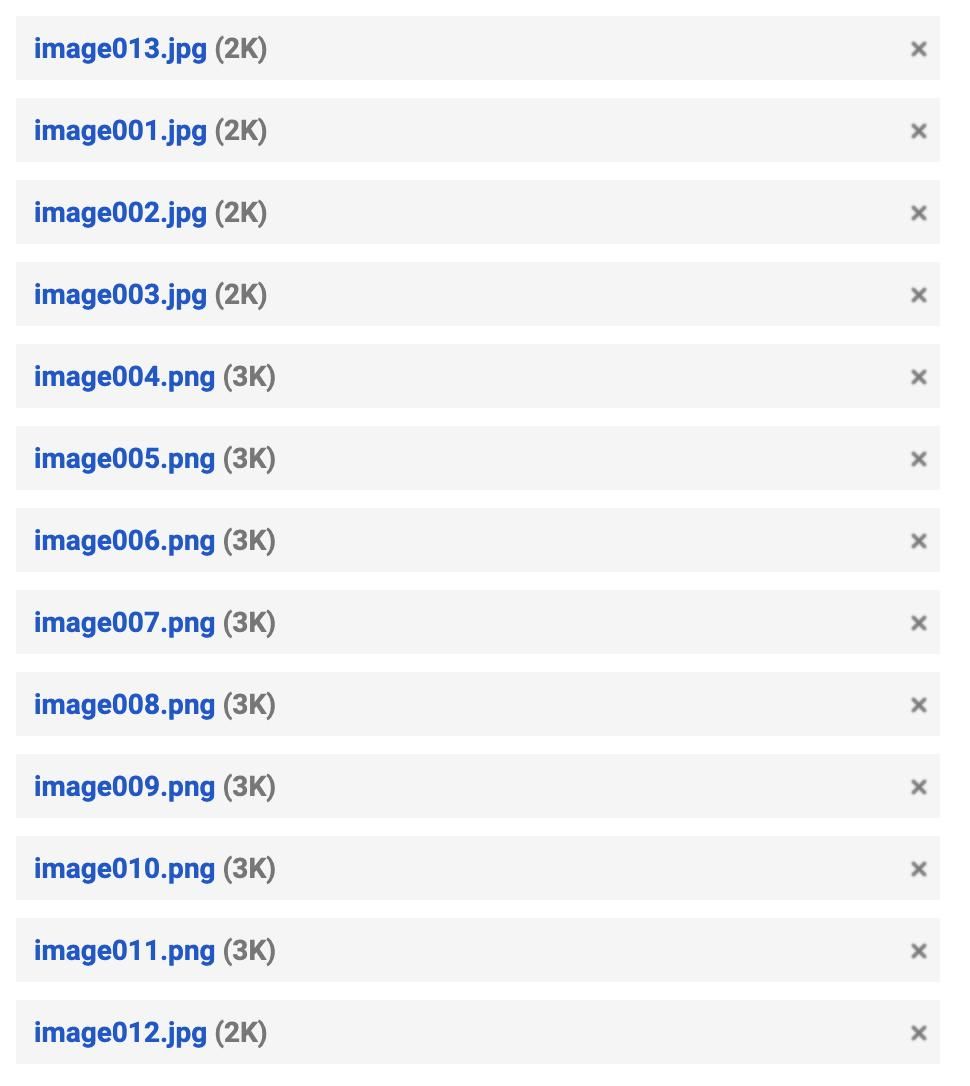 image013.jpg (2K) ×
image001.jpg (2K) ×
image002.jpg (2K) ×
image003.jpg (2K) ×
image004.png (3K) ×
image005.png (3K) ×
image006.png (3K) ×
image007.png (3K) ×
image008.png (3K) ×
image009.png (3K) ×
image010.png (3K) ×
image011.png (3K) ×
image012.jpg (2K) ×